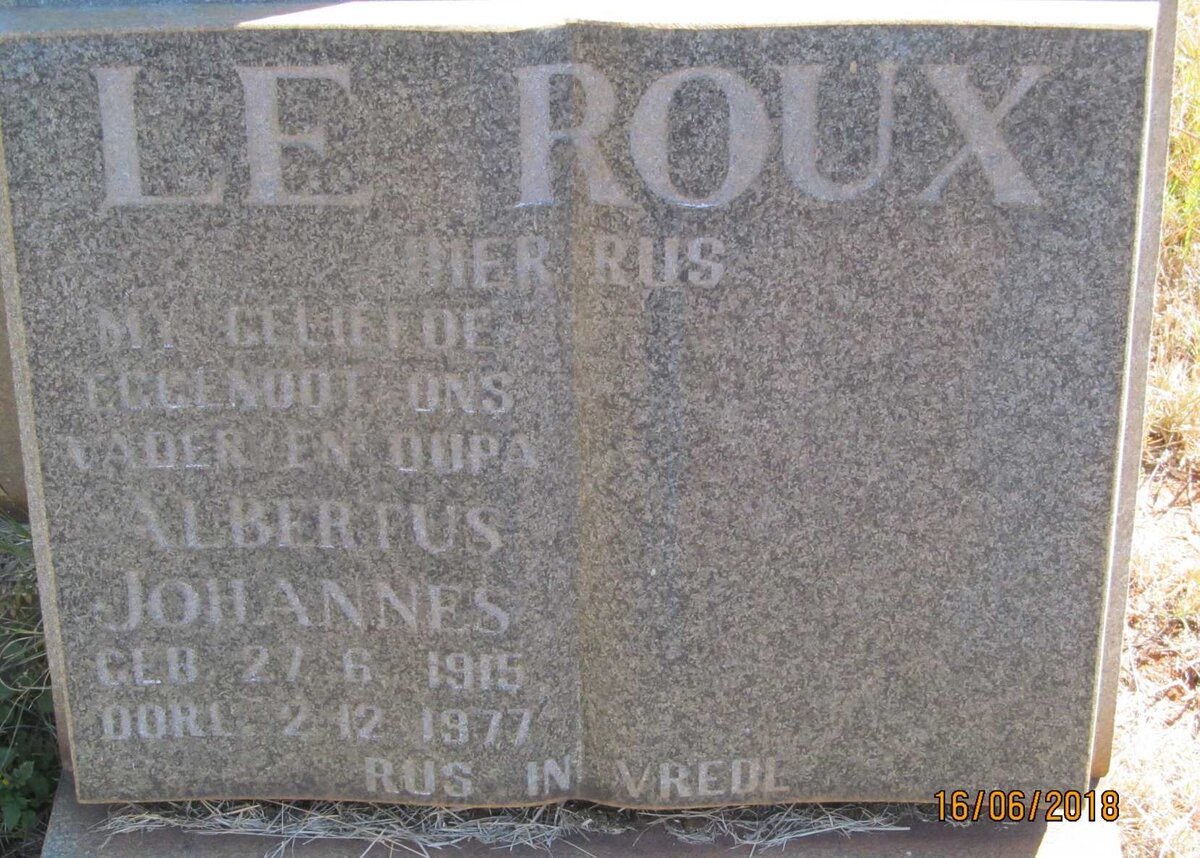 LE ROUX
HIER RUS
MY GELIEFDE
EGGENOOT ONS
VADER EN OUPA
ALBERTUS
JOHANNES
GEB 27 6 1915
OORL. 2 12 1977
RUS IN VREDE
16/06/2018